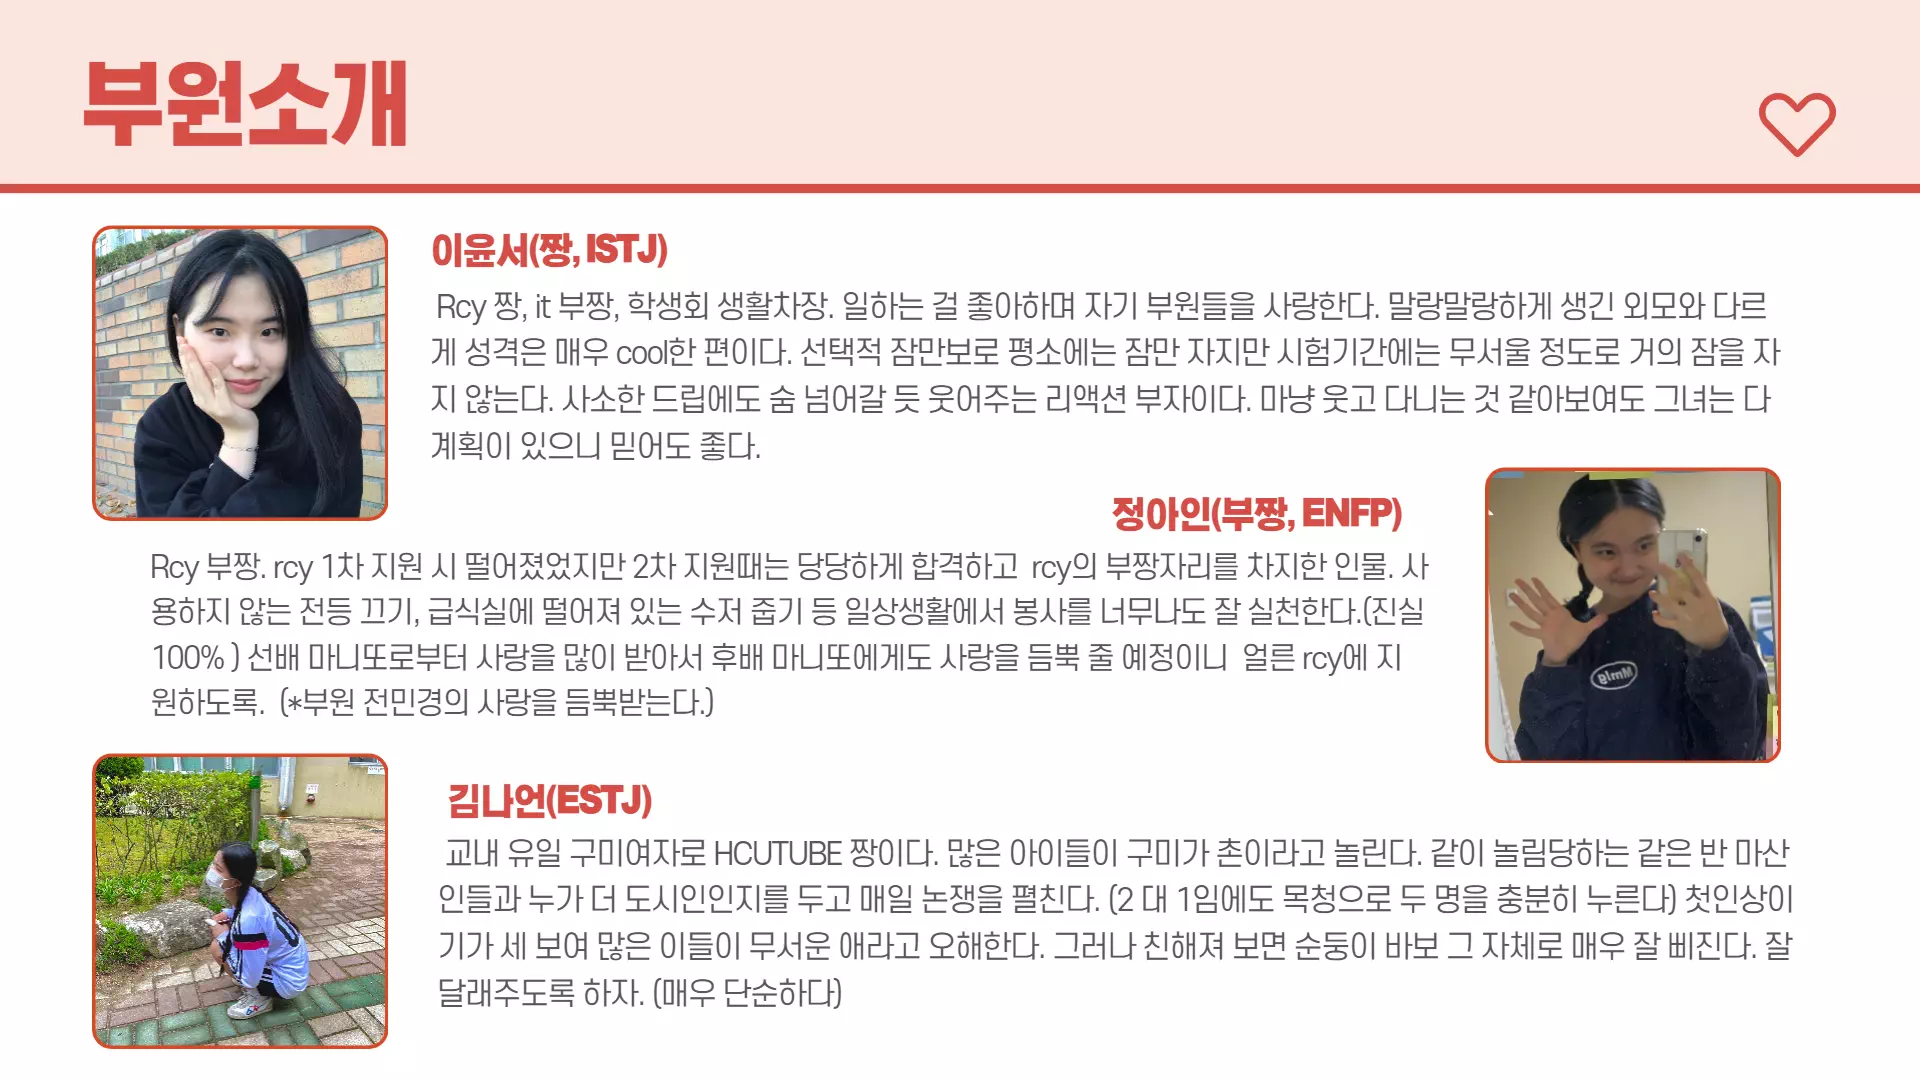 부원소개
이윤서(짱, ISTJ)
Rcy 짱, it 부짱, 학생회 생활차장. 일하는 걸 좋아하며 자기 부원들을 사랑한다. 말랑말랑하게 생긴 외모와 다르
게 성격은 매우 cool한 편이다. 선택적 잠만보로 평소에는 잠만 자지만 시험기간에는 무서울 정도로 거의 잠을 자
지 않는다. 사소한 드립에도 숨 넘어갈 듯 웃어주는 리액션 부자이다. 마냥 웃고 다니는 것 같아보여도 그녀는 다
계획이 있으니 믿어도 좋다.
정아인(부짱, ENFP)
Rcy 부짱. rcy 1차 지원 시 떨어졌었지만 2차 지원때는 당당하게 합격하고 rcy의 부짱자리를 차지한 인물. 사
용하지 않는 전등 끄기, 급식실에 떨어져 있는 수저 줍기 등 일상생활에서 봉사를 너무나도 잘 실천한다.(진실
100% ) 선배 마니또로부터 사랑을 많이 받아서 후배 마니또에게도 사랑을 듬뿍 줄 예정이니 얼른 rcy에 지
원하도록. (*부원 전민경의 사랑을 듬뿍받는다.)
Mmlg
김나언(ESTJ)
교내 유일 구미여자로 HCUTUBE 짱이다. 많은 아이들이 구미가 촌이라고 놀린다. 같이 놀림당하는 같은 반 마산
인들과 누가 더 도시인인지를 두고 매일 논쟁을 펼친다. (2 대 1임에도 목청으로 두 명을 충분히 누른다) 첫인상이
기가 세 보여 많은 이들이 무서운 애라고 오해한다. 그러나 친해져 보면 순둥이 바보 그 자체로 매우 잘 삐진다. 잘
달래주도록 하자. (매우 단순하다)